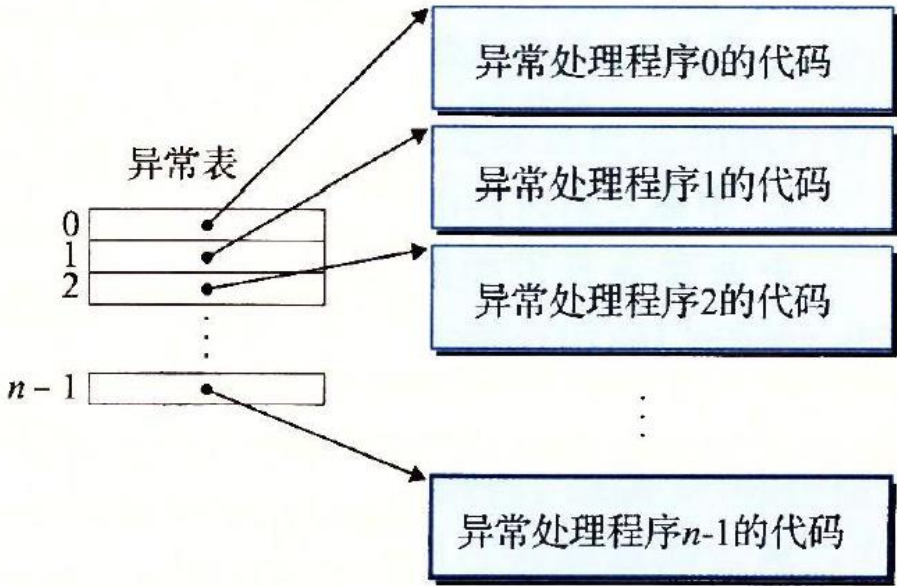 异常表
0
1
2
n – 1
异常处理程序0的代码
异常处理程序1的代码
异常处理程序2的代码
异常处理程序n-1的代码